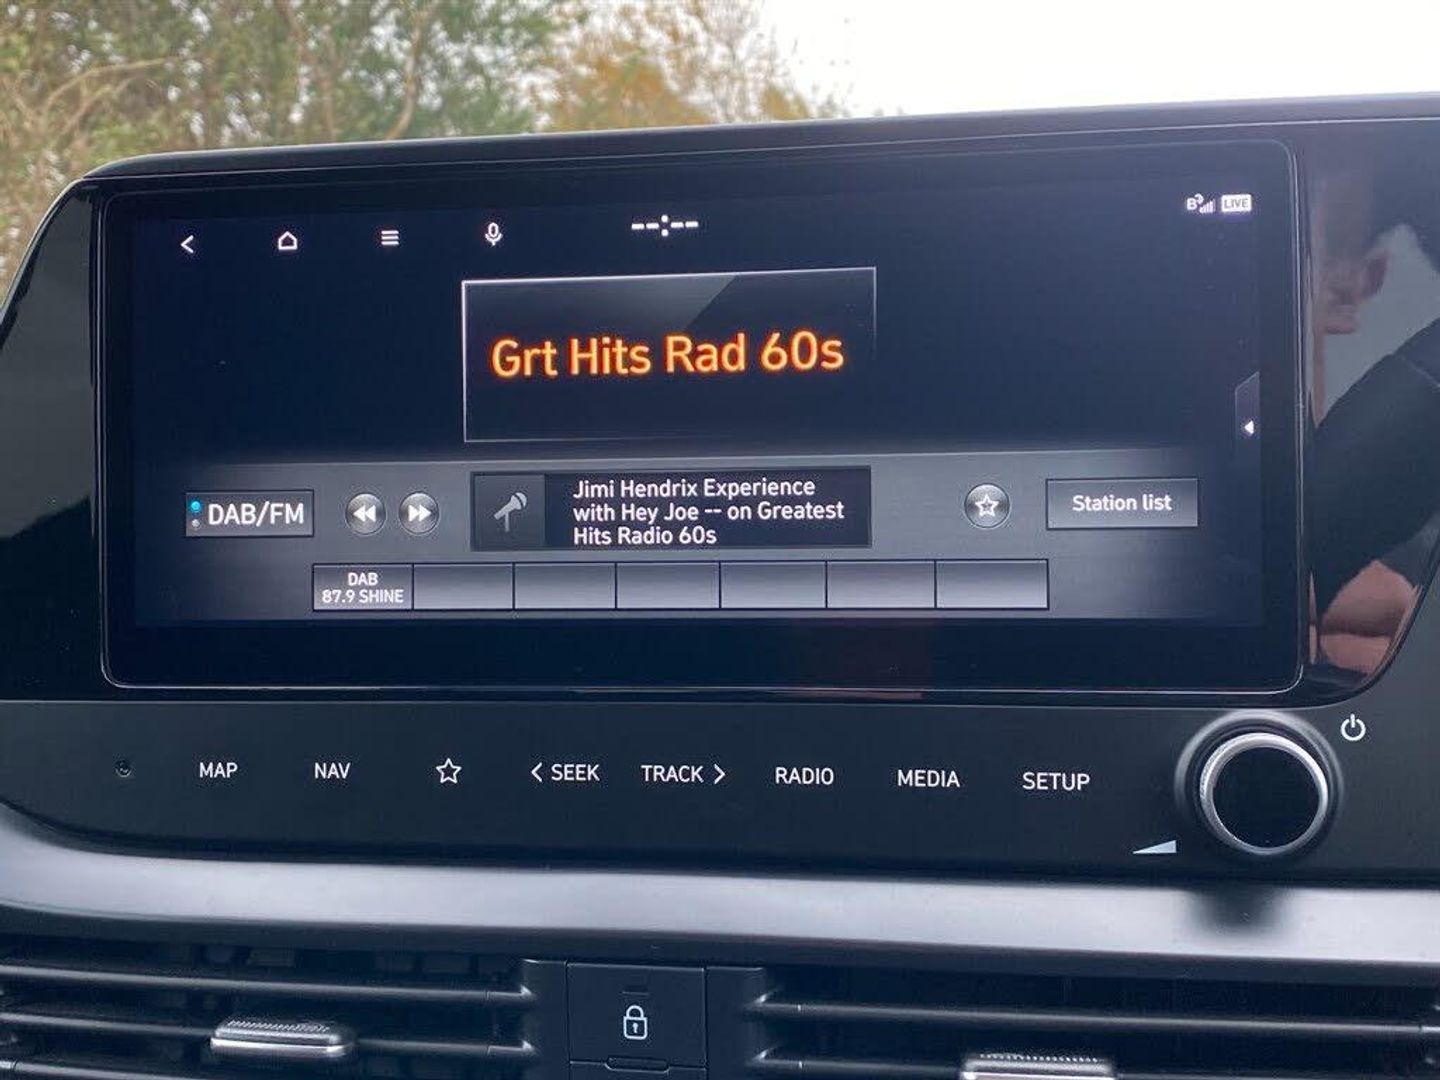 --:--
B
LIVE
Grt Hits Rad 60s
DAB/FM
Jimi Hendrix Experience
with Hey Joe -- on Greatest
Hits Radio 60s
Station list
DAB
87.9 SHINE
MAP
NAV
< SEEK
TRACK >
RADIO
MEDIA
SETUP